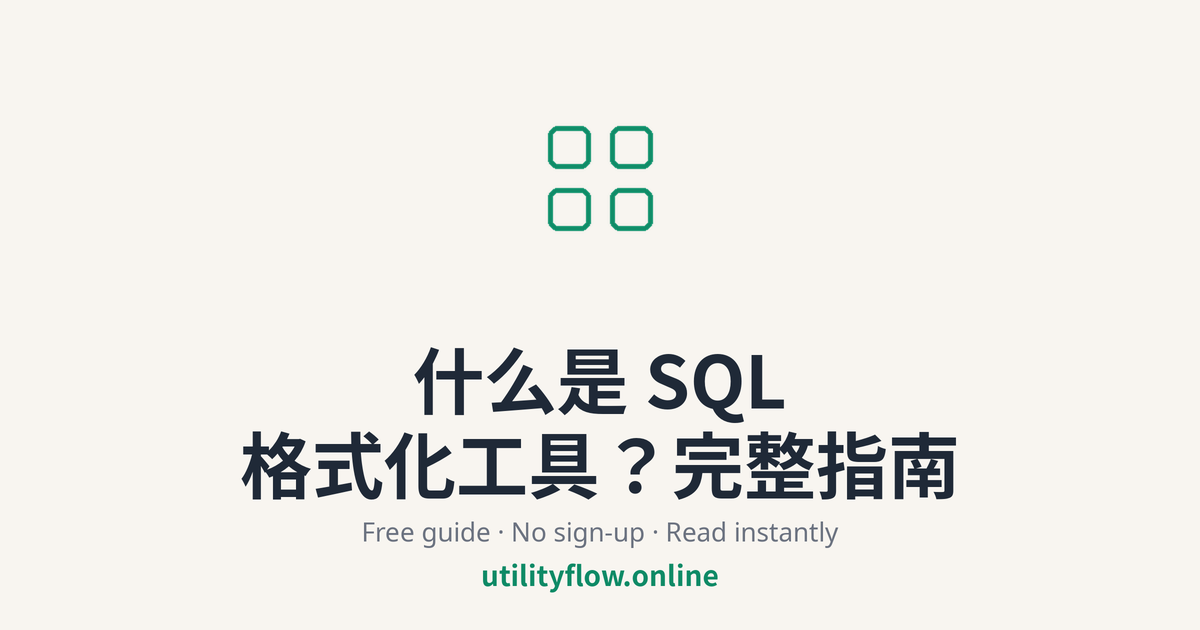 什么是 SQL
格式化工具？完整指南
Free guide · No sign-up · Read instantly
utilityflow.online